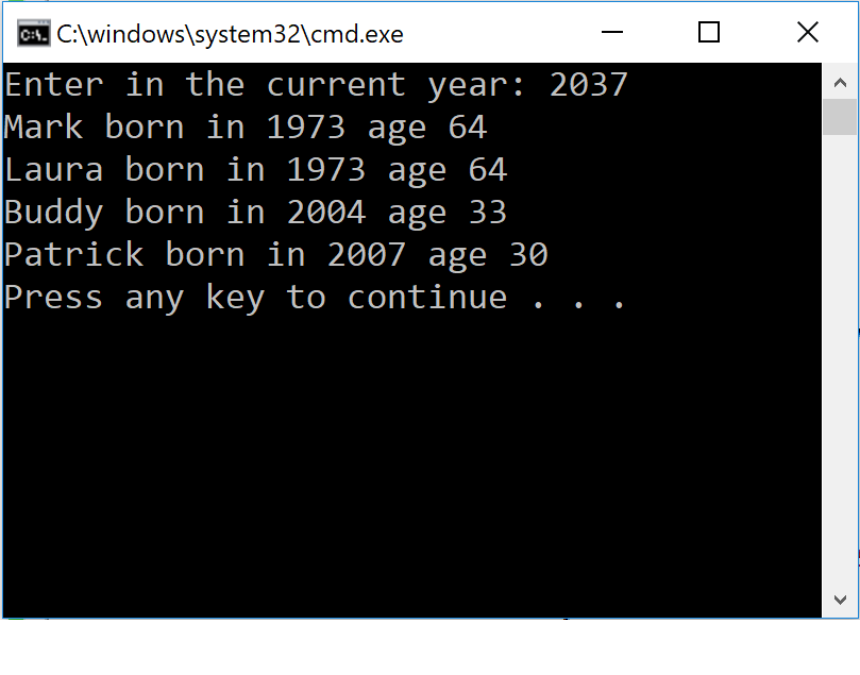 C:\windows\system32\cmd.exe
Enter in the current year: 2037
Mark born in 1973 age 64
Laura born in 1973 age 64
Buddy born in 2004 age 33
Patrick born in 2007 age 30
Press any key to continue . . .